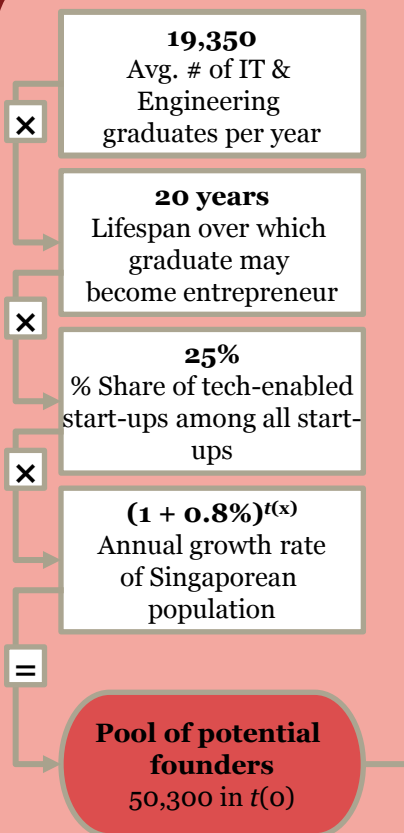 19,350
Avg. # of IT &
Engineering
graduates per year
×
20 years
Lifespan over which
graduate may
become entrepreneur
×
25%
% Share of tech-enabled
start-ups among all start-
ups
×
(1 + 0.8%)t(x)
Annual growth rate
of Singaporean
population
=
Pool of potential
founders
50,300 in t(0)